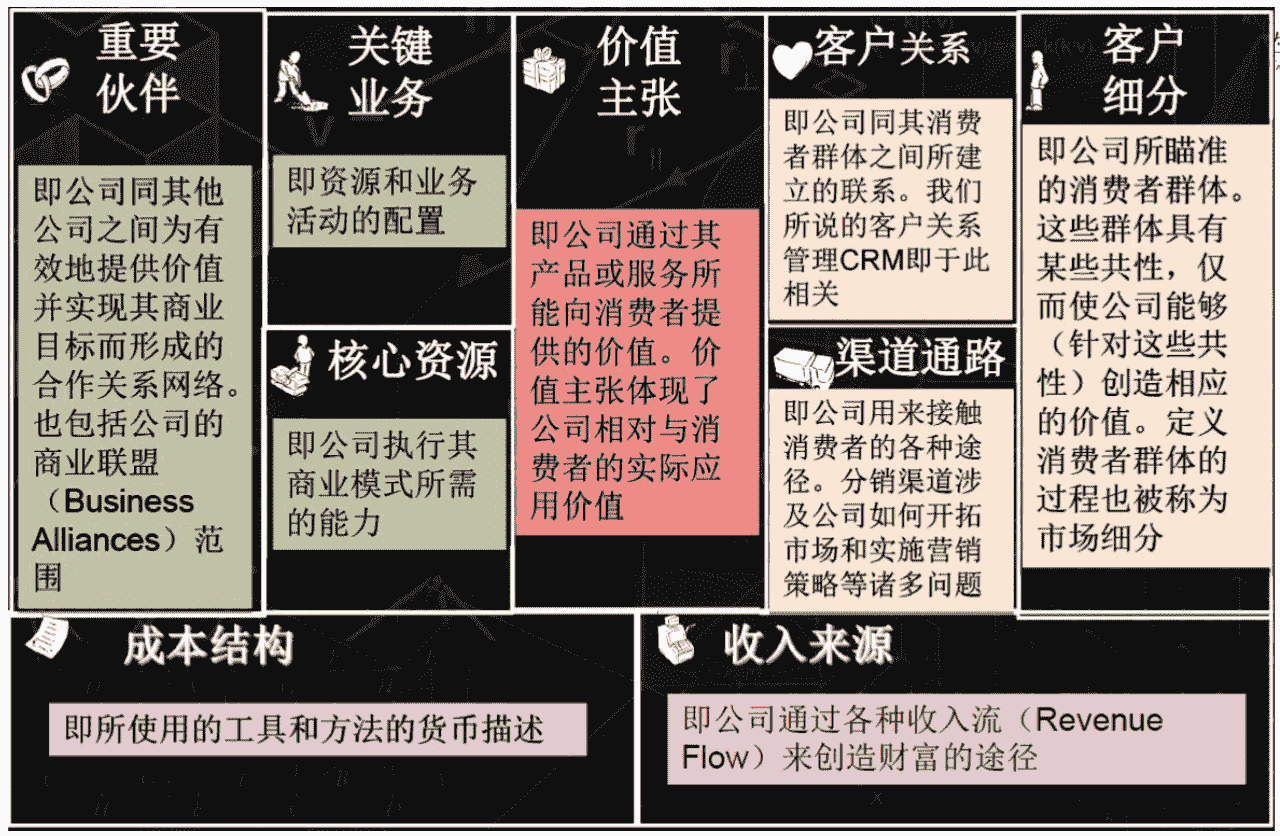 重要
伙伴
即公司同其他
公司之间为有
效地提供价值
并实现其商业
目标而形成的
合作关系网络。
也包括公司的
商业联盟
（Business
Alliances）范
围
关键
业务
即资源和业务
活动的配置
核心资源
即公司执行其
商业模式所需
的能力
价值
主张
即公司通过其
产品或服务所
能向消费者提
供的价值。价
值主张体现了
公司相对与消
费者的实际应
用价值
客户关系
即公司同其消费
者群体之间所建
立的联系。我们
所说的客户关系
管理CRM即于此
相关
渠道通路
即公司用来接触
消费者的各种途
径。分销渠道涉
及公司如何开拓
市场和实施营销
策略等诸多问题
客户
细分
即公司所瞄准
的消费者群体。
这些群体具有
某些共性，仅
而使公司能够
（针对这些共
性）创造相应
的价值。定义
消费者群体的
过程也被称为
市场细分
成本结构
即所使用的工具和方法的货币描述
收入来源
即公司通过各种收入流（Revenue
Flow）来创造财富的途径